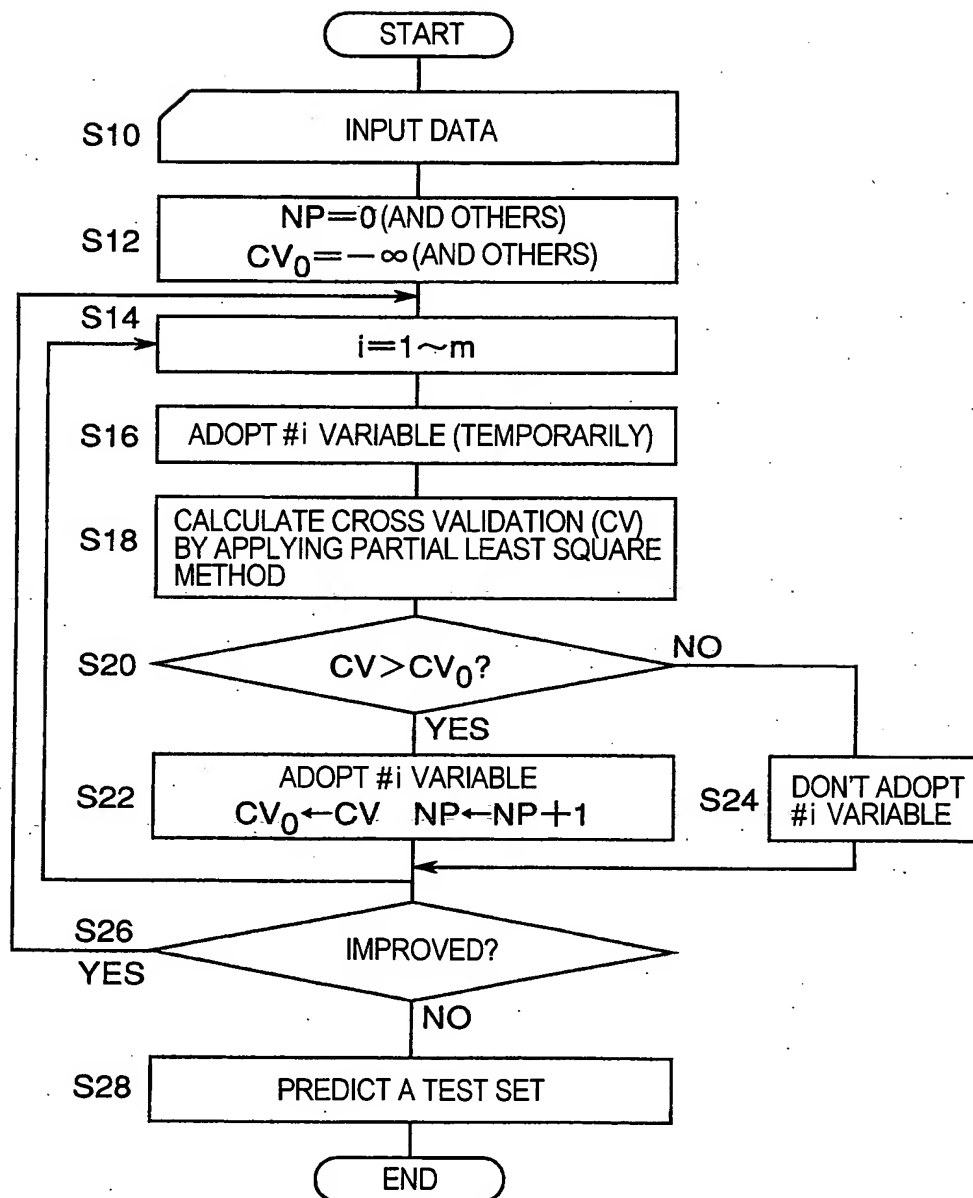 START
S10
INPUT DATA
S12
NP=0 (AND OTHERS)
CV0=-∞ (AND OTHERS)
S14
i=1~m
S16
ADOPT #i VARIABLE (TEMPORARILY)
S18
CALCULATE CROSS VALIDATION (CV)
BY APPLYING PARTIAL LEAST SQUARE
METHOD
S20
CV>CV0?
NO
YES
S22
ADOPT #i VARIABLE
CV0←CV NP←NP+1
S24
DON'T ADOPT
#i VARIABLE
S26
IMPROVED?
YES
NO
S28
PREDICT A TEST SET
END